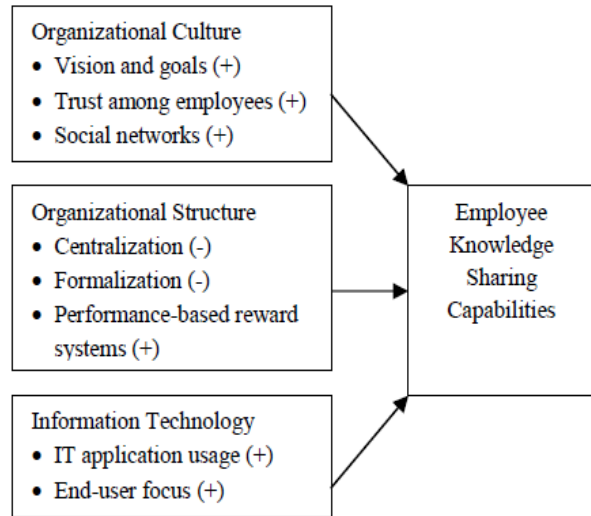 Organizational Culture
• Vision and goals (+)
• Trust among employees (+)
• Social networks (+)
Organizational Structure
• Centralization (-)
• Formalization (-)
• Performance-based reward
systems (+)
Information Technology
• IT application usage (+)
• End-user focus (+)
Employee
Knowledge
Sharing
Capabilities